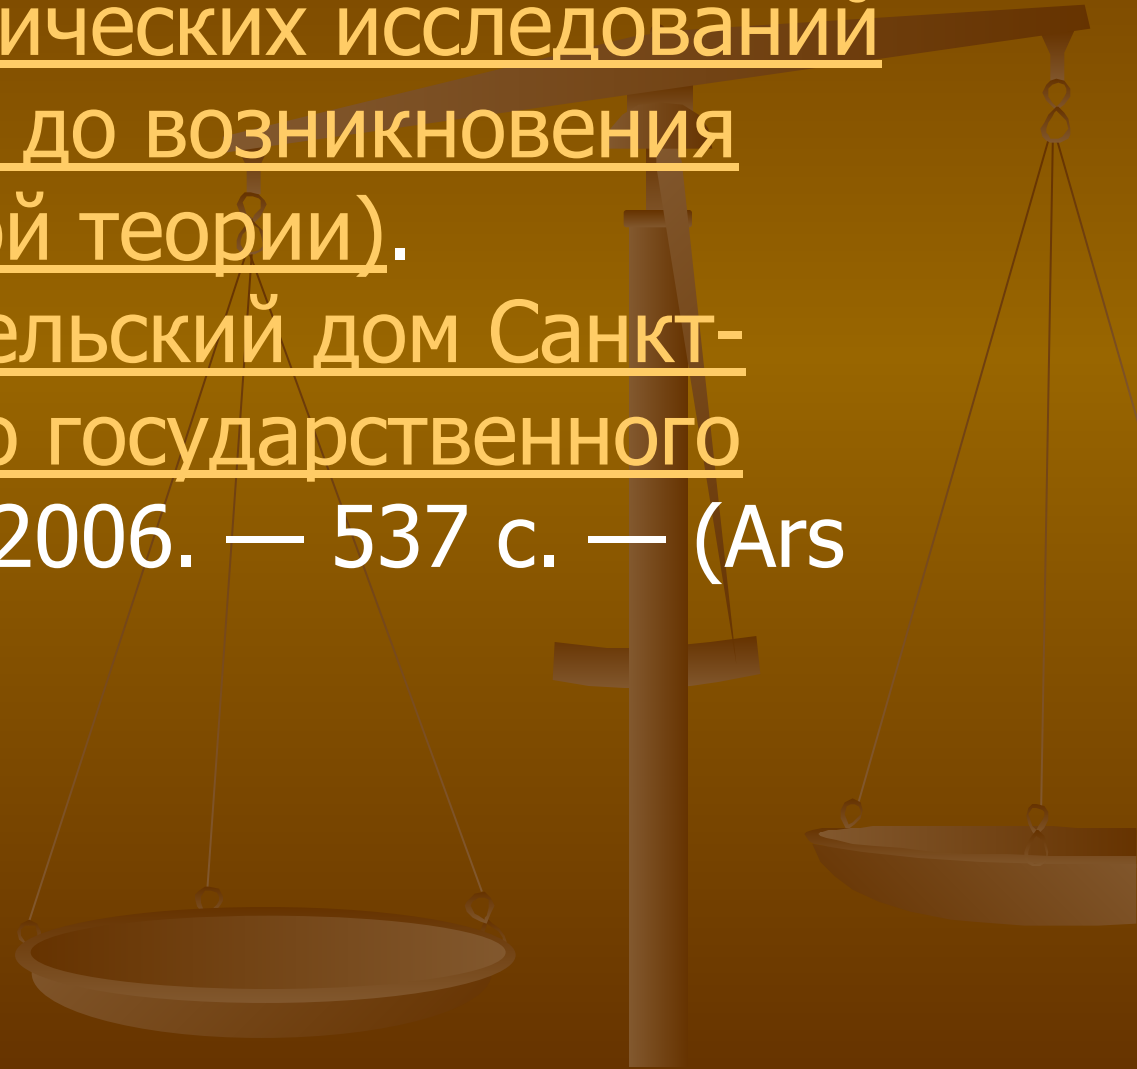 ических исследований
до возникновения
ой теории).
ельский дом Санкт-
о государственного
2006. — 537 с. — (Ars